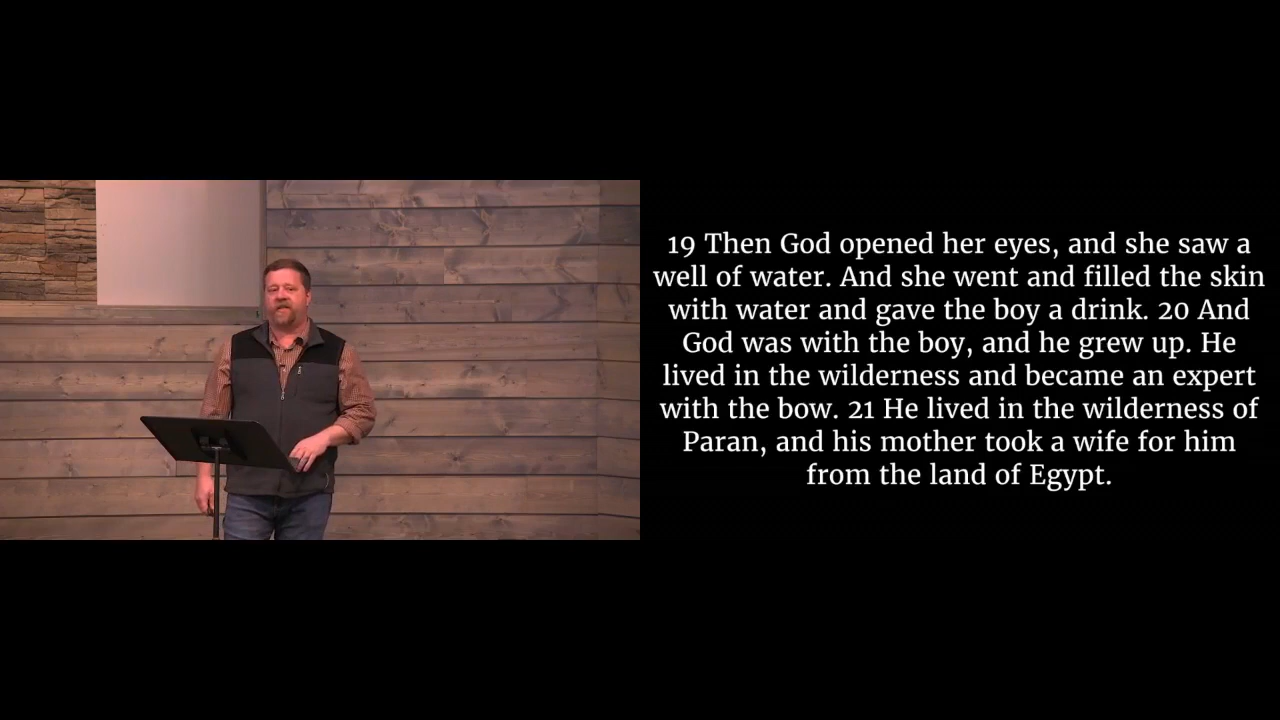 19 Then God opened her eyes, and she saw a
well of water. And she went and filled the skin
with water and gave the boy a drink. 20 And
God was with the boy, and he grew up. He
lived in the wilderness and became an expert
with the bow. 21 He lived in the wilderness of
Paran, and his mother took a wife for him
from the land of Egypt.